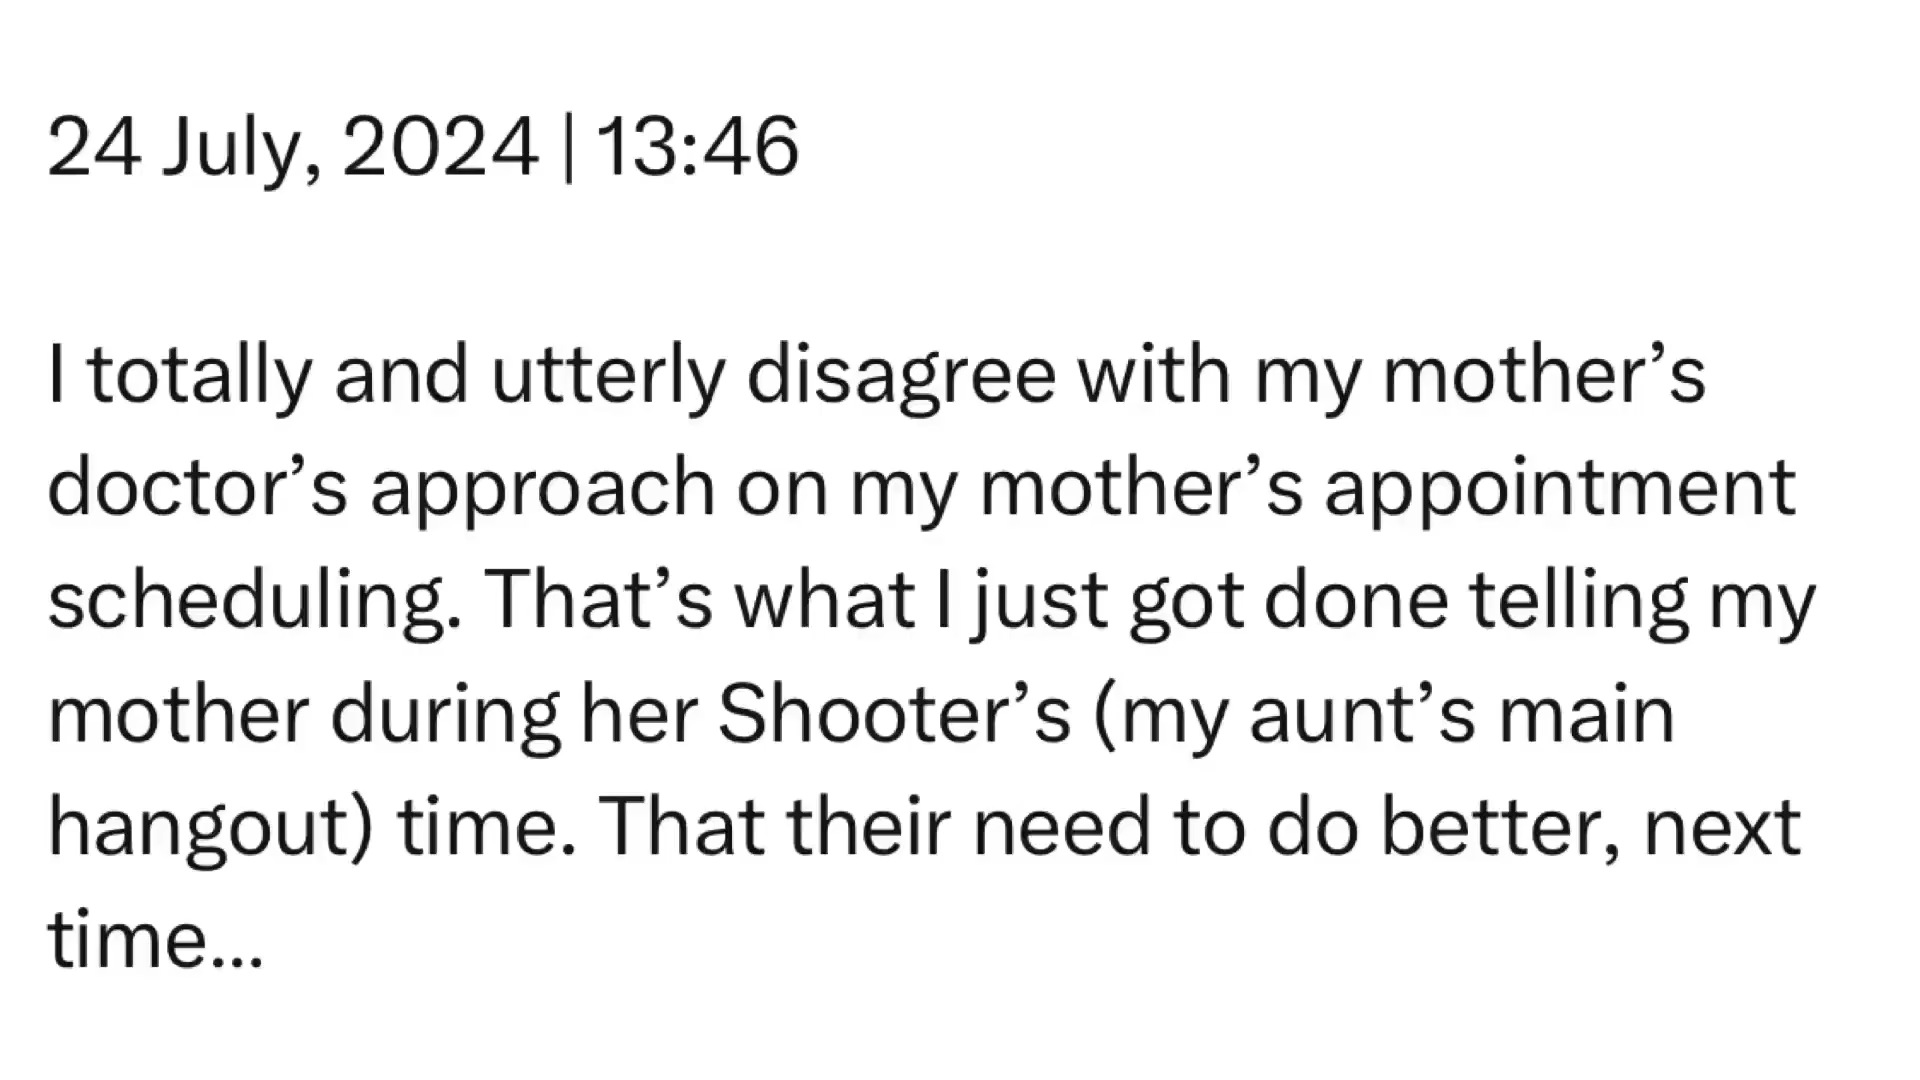 24 July, 2024 | 13:46
I totally and utterly disagree with my mother’s
doctor’s approach on my mother’s appointment
scheduling. That’s what I just got done telling my
mother during her Shooter’s (my aunt’s main
hangout) time. That their need to do better, next
time...